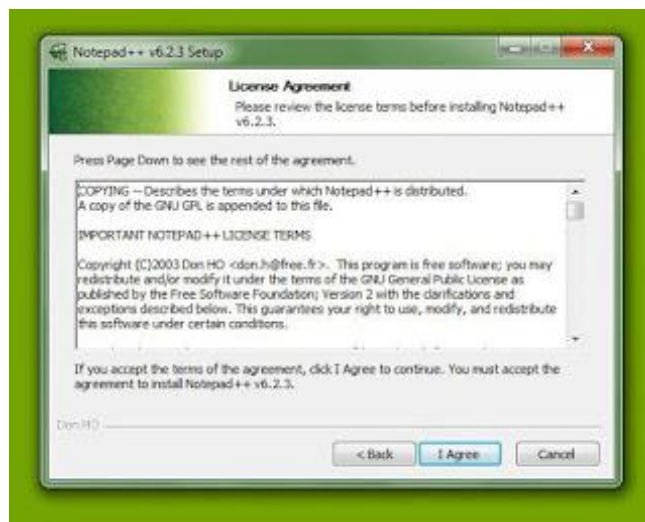 Notepad++ v6.2.3 Setup
License Agreement
Please review the license terms before installing Notepad++
v6.2.3.
Press Page Down to see the rest of the agreement.
COPYING -- Describes the terms under which Notepad++ is distributed.
A copy of the GNU GPL is appended to this file.
IMPORTANT NOTEPAD++ LICENSE TERMS
Copyright (C)2003 Don HO <don.h@free.fr>. This program is free software; you may
redistribute and/or modify it under the terms of the GNU General Public License as
published by the Free Software Foundation; Version 2 with the clarifications and
exceptions described below. This guarantees your right to use, modify, and redistribute
this software under certain conditions.
If you accept the terms of the agreement, click I Agree to continue. You must accept the
agreement to install Notepad++ v6.2.3.
Don HO
< Back
I Agree
Cancel